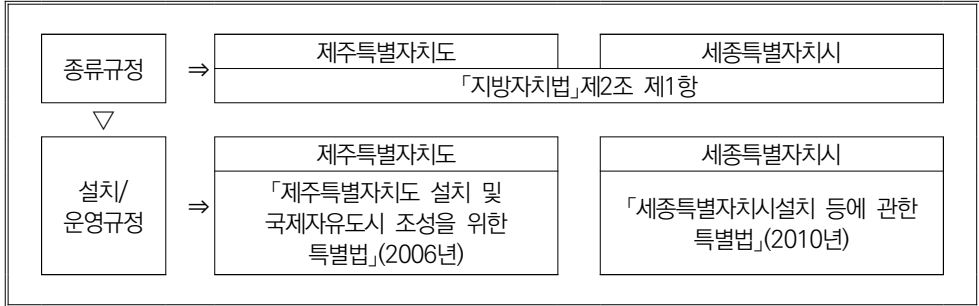 종류규정
⇒
제주특별자치도
세종특별자치시
「지방자치법」제2조 제1항
▽
설치/
운영규정
⇒
제주특별자치도
「제주특별자치도 설치 및
국제자유도시 조성을 위한
특별법」(2006년)
세종특별자치시
「세종특별자치시설치 등에 관한
특별법」(2010년)